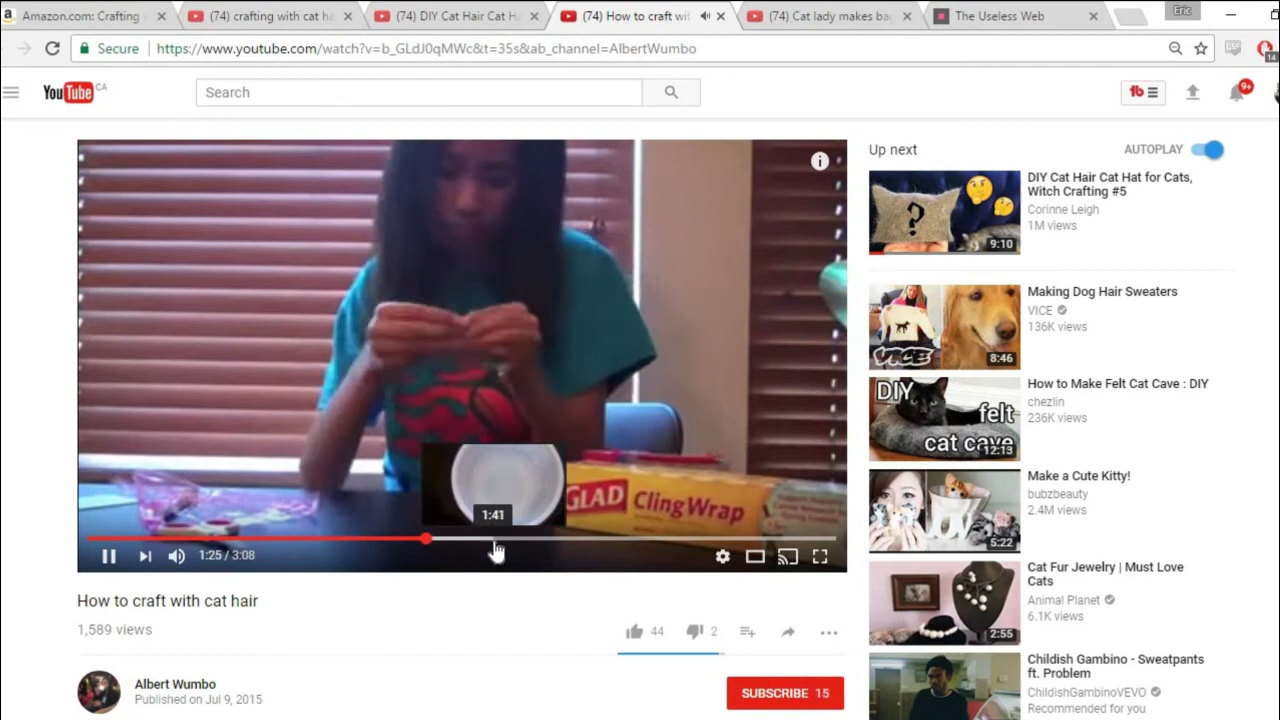 Amazon.com: Crafting
(74) crafting with cat ha
(74) DIY Cat Hair Cat Ha
(74) How to craft wit
(74) Cat lady makes bag
The Useless Web
Eric
Secure
https://www.youtube.com/watch?v=b_GLdJ0qMWc&t=35s&ab_channel=AlbertWumbo
14
YouTube CA
Search
tb
9+
Up next
AUTOPLAY
?
9:10
DIY Cat Hair Cat Hat for Cats,
Witch Crafting #5
Corinne Leigh
1M views
VICE
8:46
Making Dog Hair Sweaters
VICE
136K views
DIY
felt
cat cave
12:13
How to Make Felt Cat Cave : DIY
chezlin
236K views
5:22
Make a Cute Kitty!
bubzbeauty
2.4M views
2:55
Cat Fur Jewelry | Must Love
Cats
Animal Planet
6.1K views
Childish Gambino - Sweatpants
ft. Problem
ChildishGambinoVEVO
Recommended for you
GLAD ClingWrap
1:41
1:25 / 3:08
How to craft with cat hair
1,589 views
44
2
Albert Wumbo
Published on Jul 9, 2015
SUBSCRIBE 15